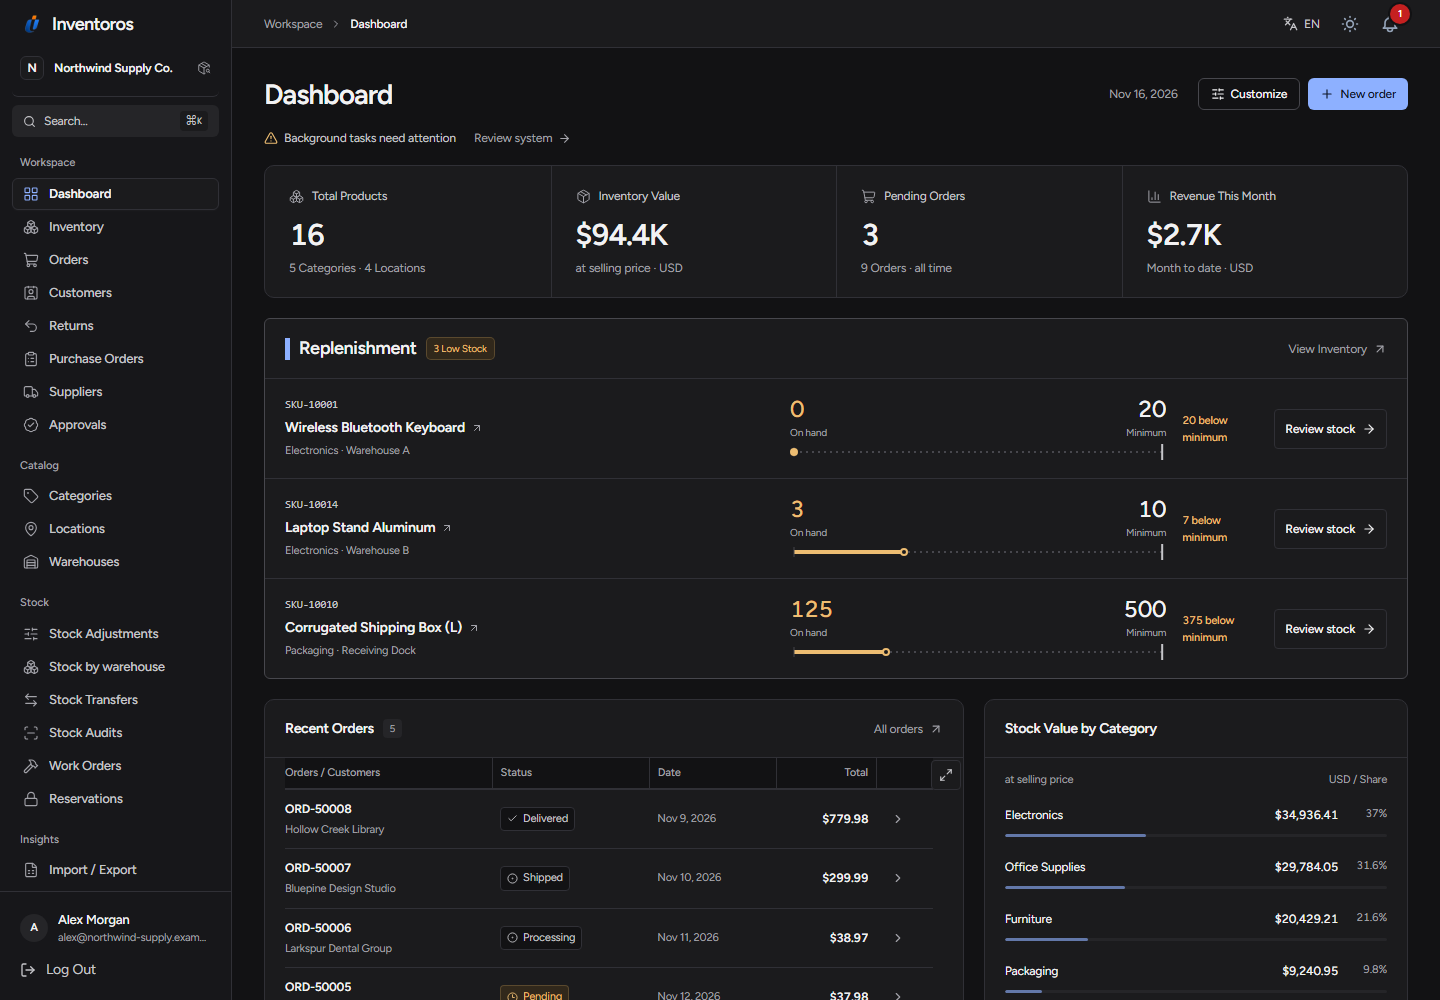 Inventoros
N Northwind Supply Co.
Search... ⌘K
Workspace
Dashboard
Inventory
Orders
Customers
Returns
Purchase Orders
Suppliers
Approvals
Catalog
Categories
Locations
Warehouses
Stock
Stock Adjustments
Stock by warehouse
Stock Transfers
Stock Audits
Work Orders
Reservations
Insights
Import / Export
A Alex Morgan
alex@northwind-supply.exam...
Log Out
Workspace Dashboard
EN 1
Dashboard
Nov 16, 2026 Customize New order
Background tasks need attention Review system
Total Products
16
5 Categories · 4 Locations
Inventory Value
$94.4K
at selling price · USD
Pending Orders
3
9 Orders · all time
Revenue This Month
$2.7K
Month to date · USD
Replenishment 3 Low Stock View Inventory
SKU-10001
Wireless Bluetooth Keyboard
Electronics · Warehouse A
0 20
On hand Minimum
20 below
minimum
Review stock
SKU-10014
Laptop Stand Aluminum
Electronics · Warehouse B
3 10
On hand Minimum
7 below
minimum
Review stock
SKU-10010
Corrugated Shipping Box (L)
Packaging · Receiving Dock
125 500
On hand Minimum
375 below
minimum
Review stock
Recent Orders 5 All orders
Orders / Customers Status Date Total
ORD-50008
Hollow Creek Library
Delivered Nov 9, 2026 $779.98
ORD-50007
Bluepine Design Studio
Shipped Nov 10, 2026 $299.99
ORD-50006
Larkspur Dental Group
Processing Nov 11, 2026 $38.97
ORD-50005
Pending Nov 12, 2026 $37.98
Stock Value by Category
at selling price USD / Share
Electronics $34,936.41 37%
Office Supplies $29,784.05 31.6%
Furniture $20,429.21 21.6%
Packaging $9,240.95 9.8%